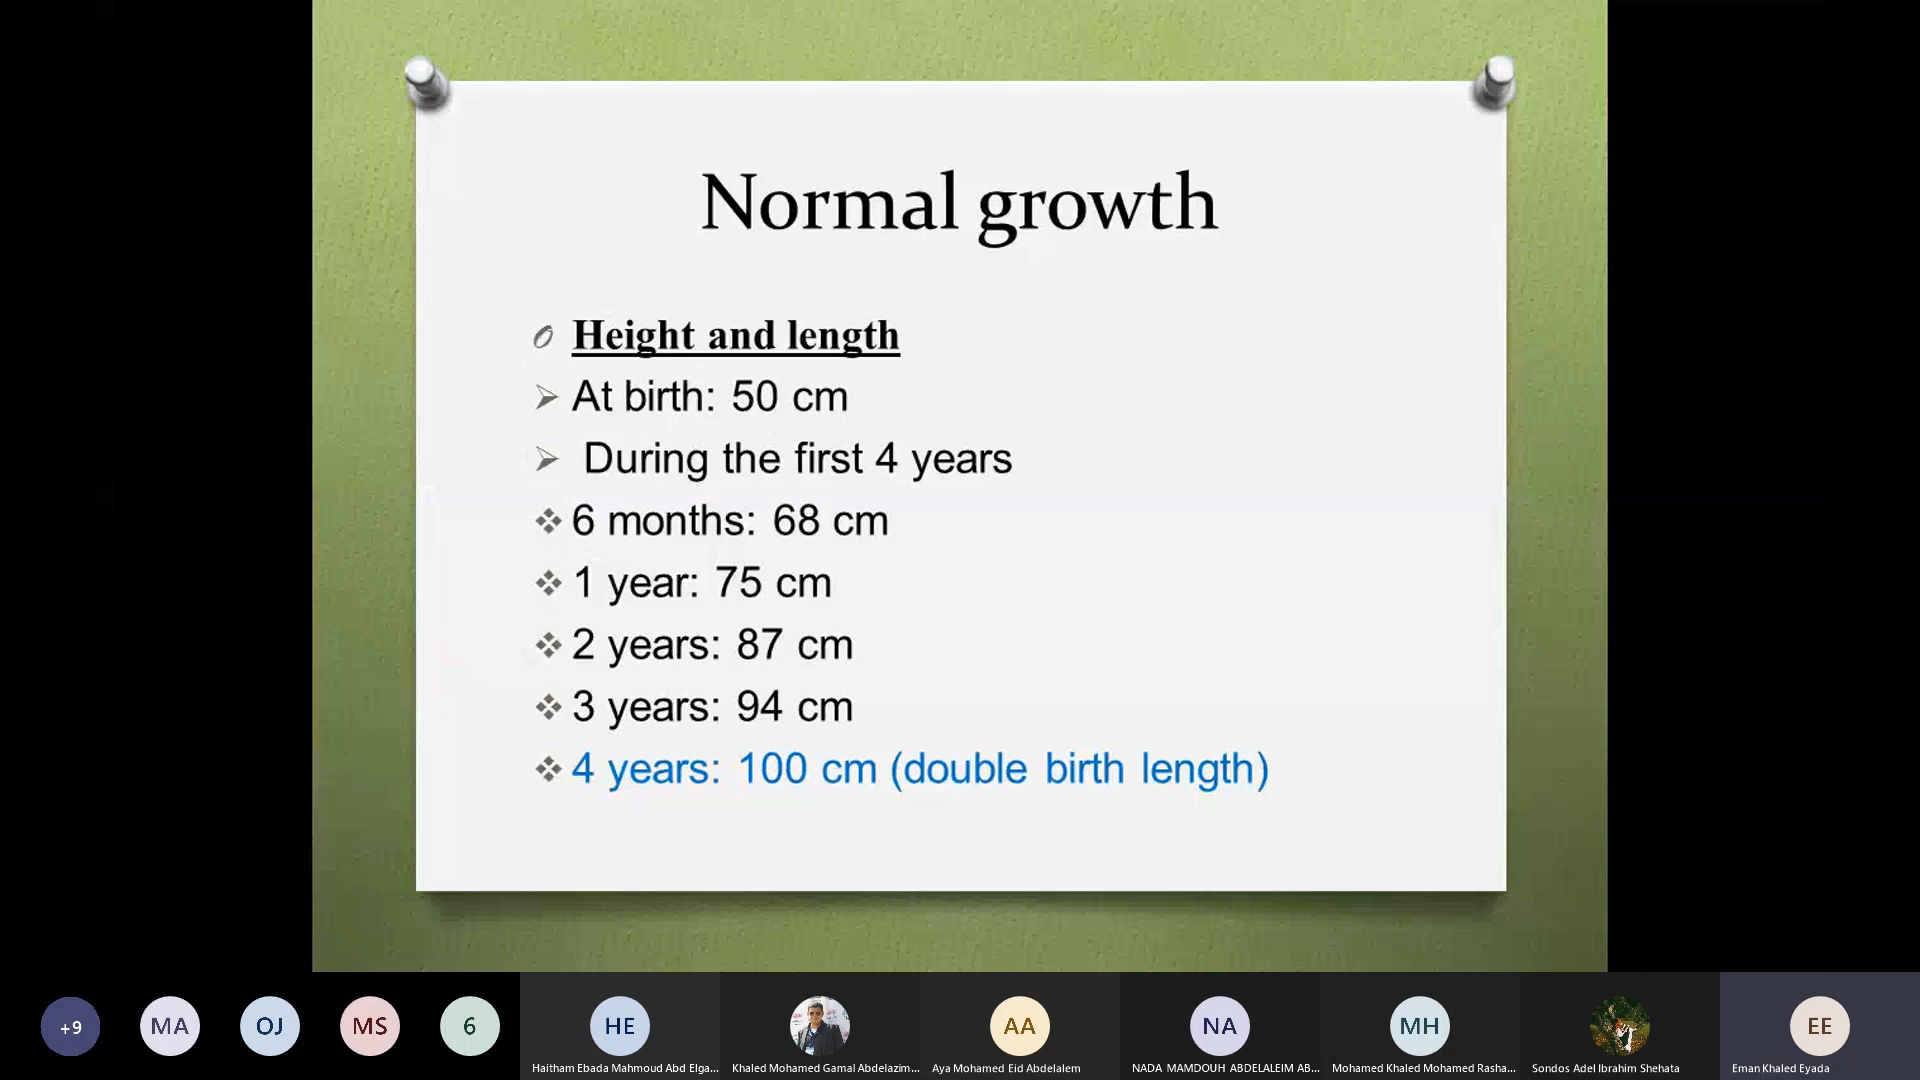 Normal growth
Height and length
At birth: 50 cm
During the first 4 years
6 months: 68 cm
1 year: 75 cm
2 years: 87 cm
3 years: 94 cm
4 years: 100 cm (double birth length)
+9
MA
OJ
MS
6
HE
AA
NA
MH
EE
Haitham Ebada Mahmoud Abd Elga...
Khaled Mohamed Gamal Abdelazim...
Aya Mohamed Eid Abdelalem
NADA MAMDOUH ABDELALEIM AB...
Mohamed Khaled Mohamed Rasha...
Sondos Adel Ibrahim Shehata
Eman Khaled Eyada